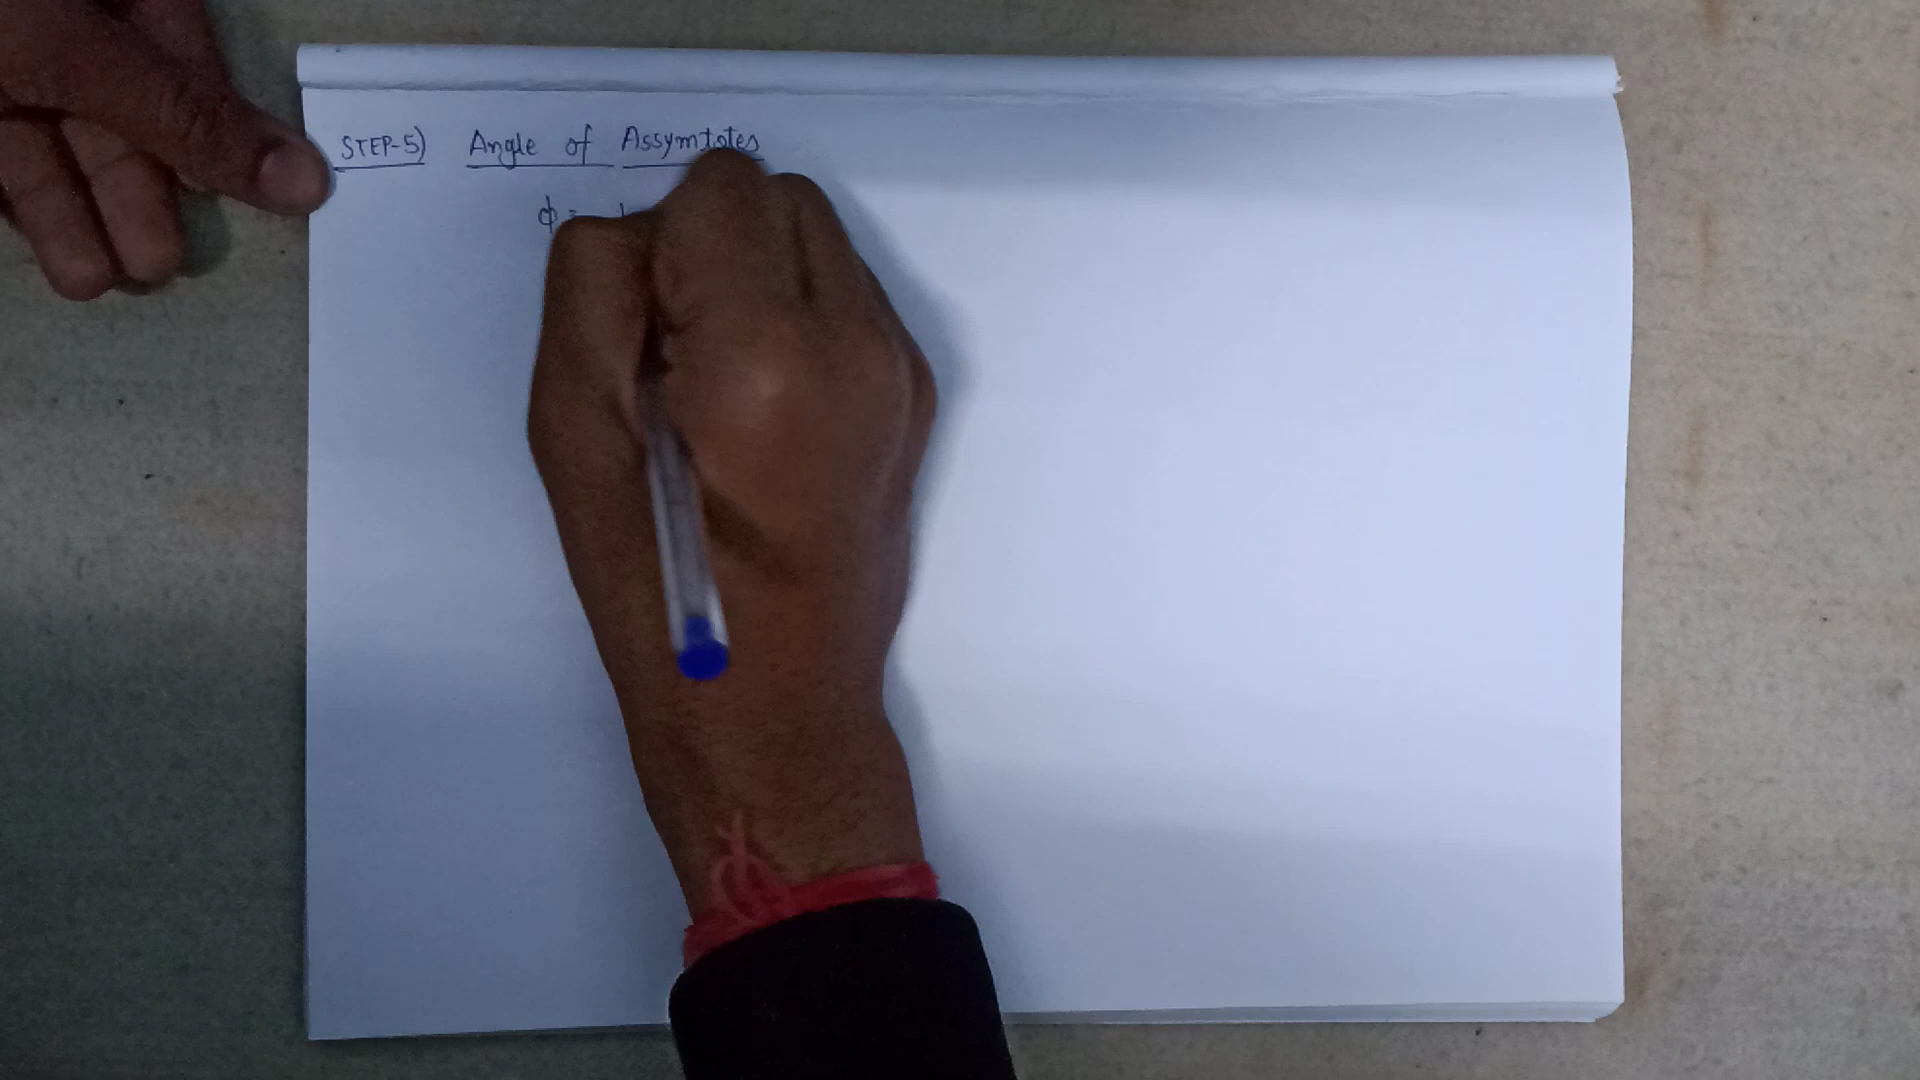 STEP-5) Angle of Assymtotes
ϕ =